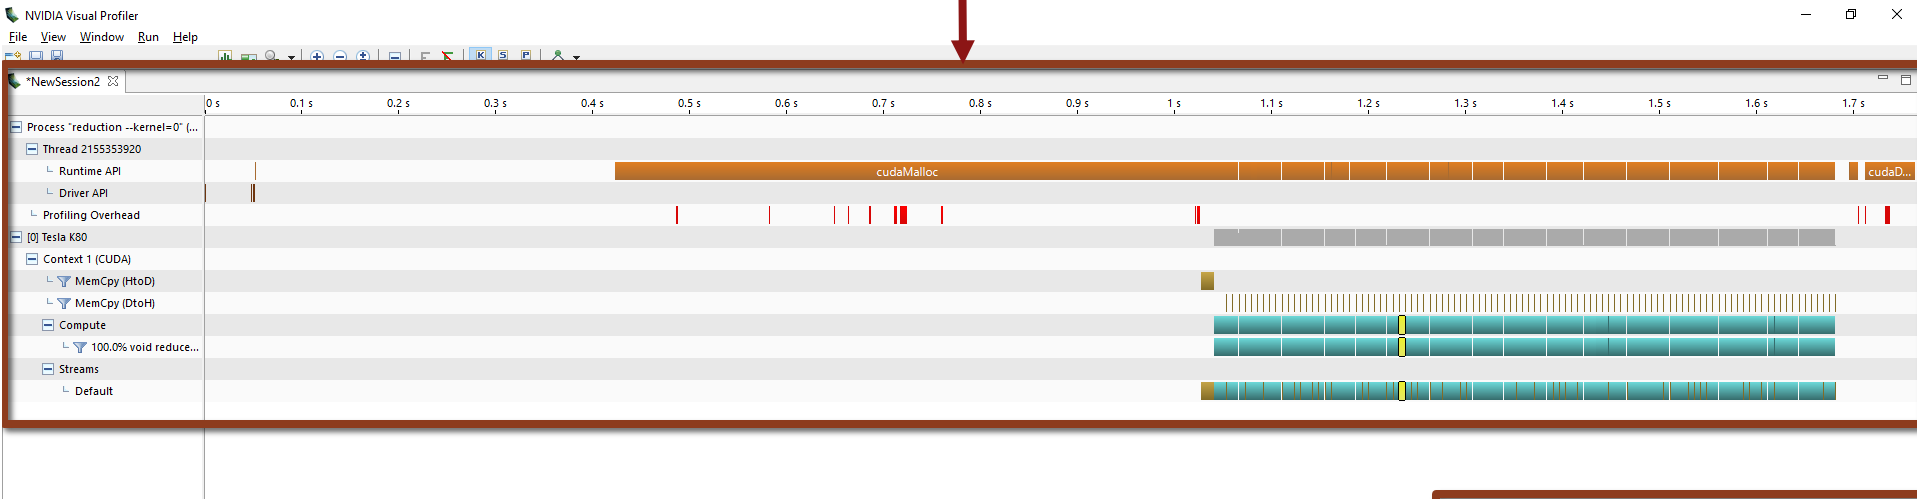 NVIDIA Visual Profiler
File View Window Run Help
K S P
*NewSession2
0 s 0.1 s 0.2 s 0.3 s 0.4 s 0.5 s 0.6 s 0.7 s 0.8 s 0.9 s 1 s 1.1 s 1.2 s 1.3 s 1.4 s 1.5 s 1.6 s 1.7 s
Process "reduction --kernel=0" (...
Thread 2155353920
Runtime API cudaMalloc cudaD...
Driver API
Profiling Overhead
[0] Tesla K80
Context 1 (CUDA)
MemCpy (HtoD)
MemCpy (DtoH)
Compute
100.0% void reduce...
Streams
Default